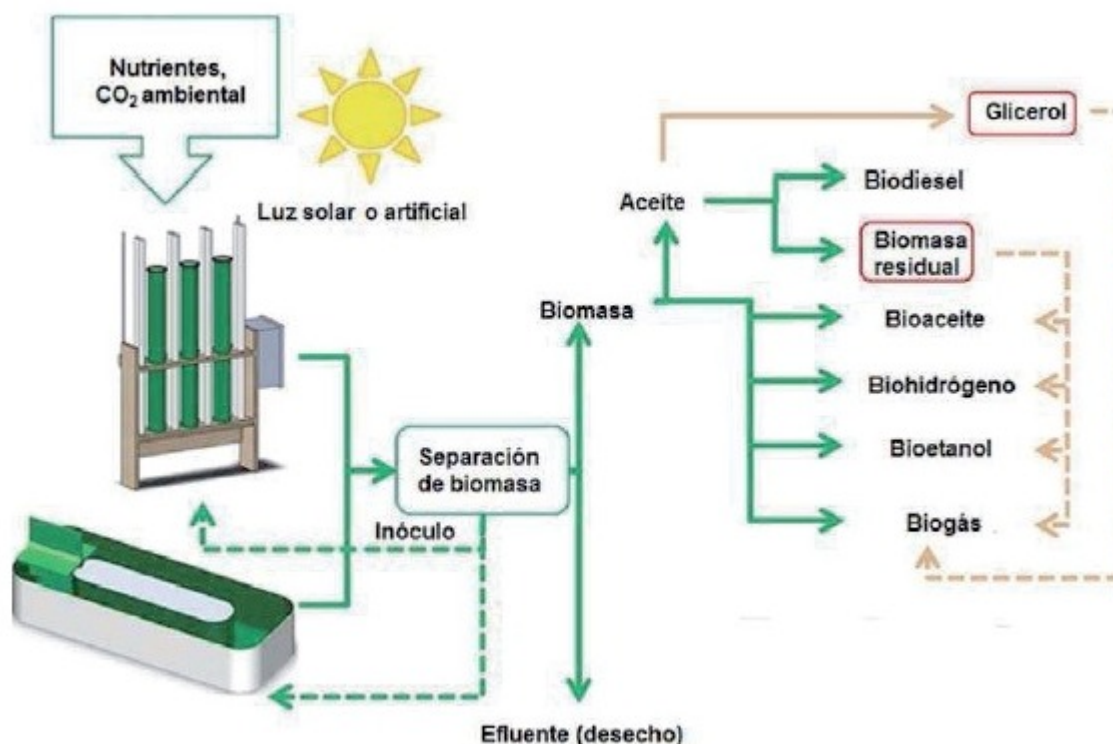 Nutrientes,
CO₂ ambiental
Luz solar o artificial
Glicerol
Biodiesel
Aceite
Biomasa
residual
Biomasa
Bioaceite
Biohidrógeno
Separación
de biomasa
Bioetanol
Inóculo
Biogás
Efluente (desecho)